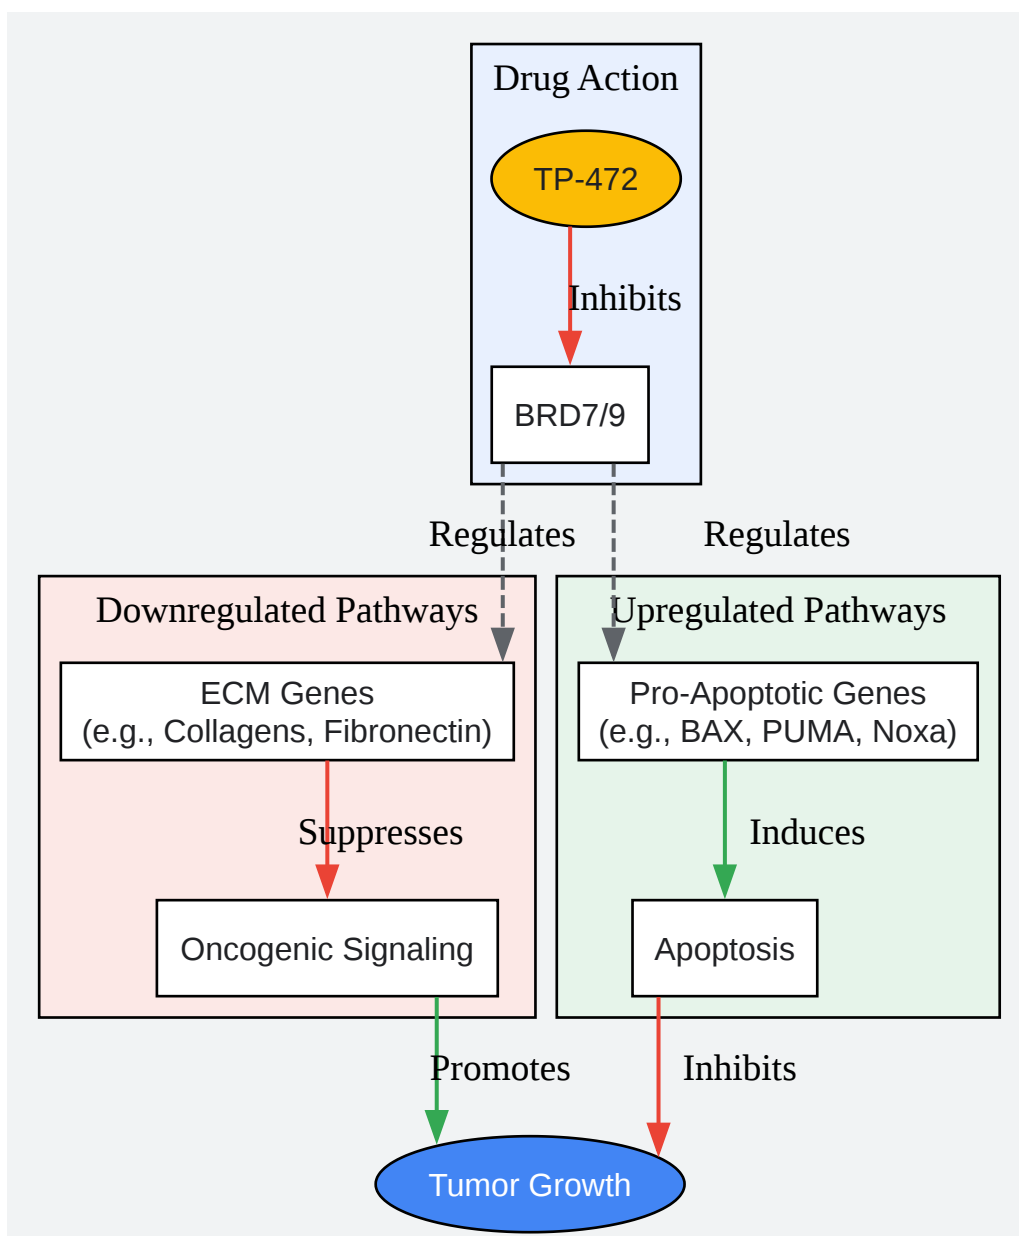 Drug Action
TP-472
Inhibits
BRD7/9
Regulates
Regulates
Downregulated Pathways
Upregulated Pathways
ECM Genes
(e.g., Collagens, Fibronectin)
Pro-Apoptotic Genes
(e.g., BAX, PUMA, Noxa)
Suppresses
Induces
Oncogenic Signaling
Apoptosis
Promotes
Inhibits
Tumor Growth